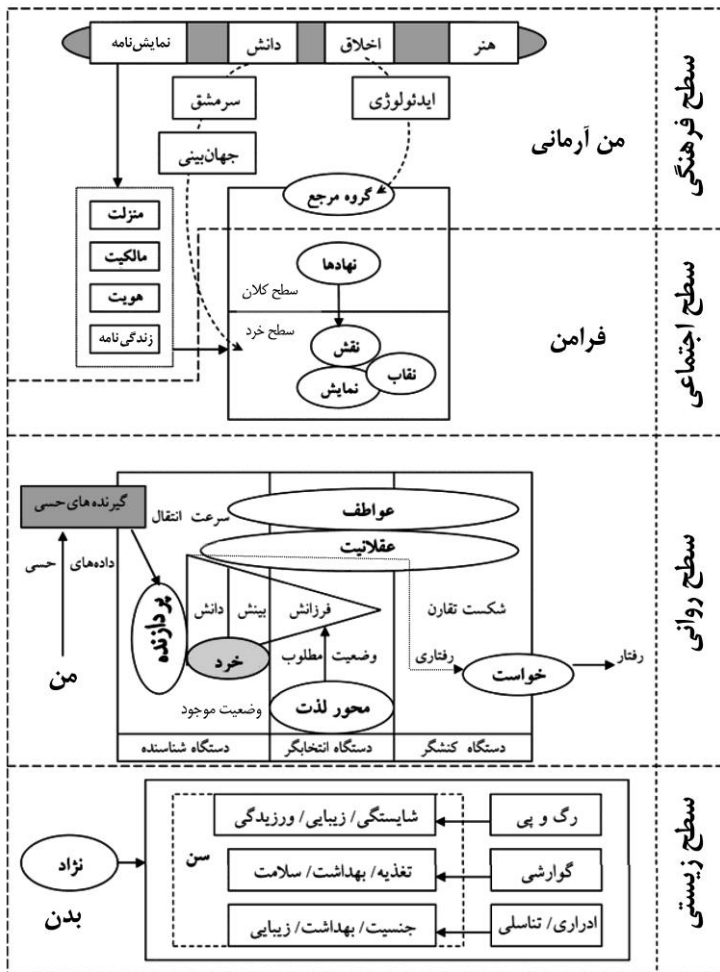 سطح فرهنگی
هنر
اخلاق
دانش
نمایش‌نامه
ایدئولوژی
سرمشق
جهان‌بینی
من آرمانی
گروه مرجع
منزلت
مالکیت
هویت
زندگی‌نامه
سطح اجتماعی
نهادها
سطح کلان
سطح خرد
نقش
نقاب
نمایش
فرامن
سطح روانی
گیرنده‌های حسی
سرعت انتقال
عواطف
عقلانیت
داده‌های حسی
پردازنده
دانش
بینش
فرزانش
شکست تقارن
رفتاری
خرد
وضعیت مطلوب
خواست
رفتار
من
محور لذت
وضعیت موجود
دستگاه کنشگر
دستگاه انتخابگر
دستگاه شناسنده
سطح زیستی
رگ و پی
شایستگی/ زیبایی/ ورزیدگی
سن
نژاد
گوارشی
تغذیه/ بهداشت/ سلامت
بدن
ادراری/ تناسلی
جنسیت/ بهداشت/ زیبایی